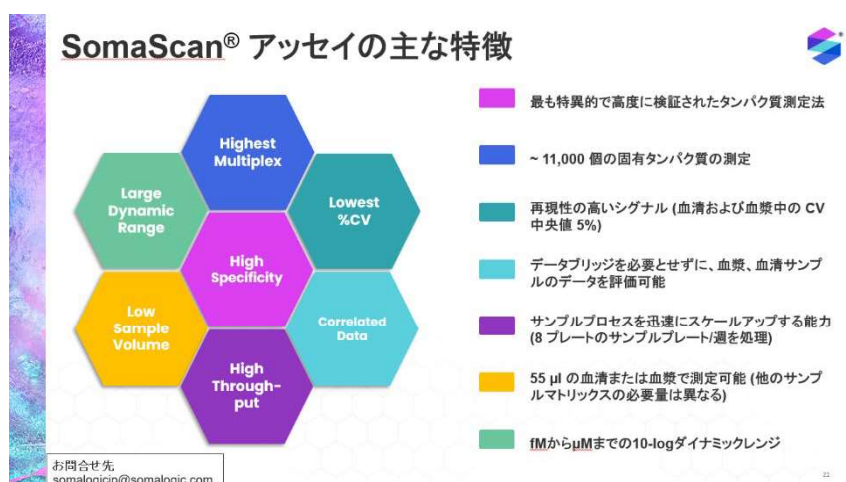 SomaScan® アッセイの主な特徴
Highest
Multiplex
Large
Dynamic
Range
Lowest
%CV
High
Specificity
Low
Sample
Volume
Correlated
Data
High
Through-
put
最も特異的で高度に検証されたタンパク質測定法
~ 11,000 個の固有タンパク質の測定
再現性の高いシグナル (血清および血漿中の CV
中央値 5%)
データブリッジを必要とせずに、血漿、血清サンプ
ルのデータを評価可能
サンプルプロセスを迅速にスケールアップする能力
(8 プレートのサンプルプレート/週を処理)
55 µl の血清または血漿で測定可能 (他のサンプ
ルマトリックスの必要量は異なる)
fMからµMまでの10-logダイナミックレンジ
お問合せ先
somalogicjp@somalogic.com
21